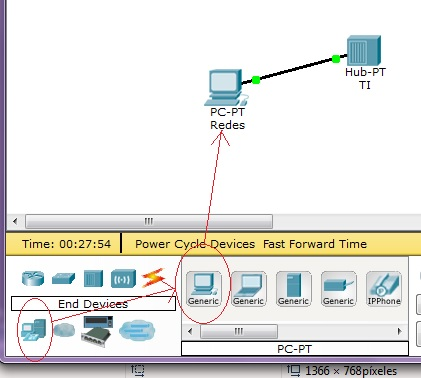 Hub-PT
TI
PC-PT
Redes
Time: 00:27:54
Power Cycle Devices Fast Forward Time
End Devices
Generic
Generic
Generic
Generic
IPPhone
PC-PT
1366 × 768píxeles